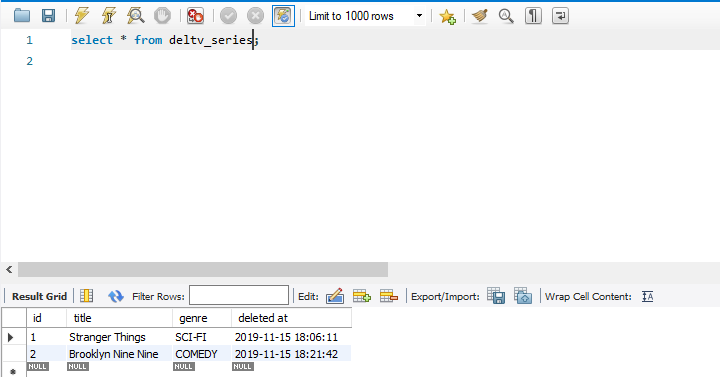 Limit to 1000 rows
1 select * from deltv_series;
2
Result Grid Filter Rows: Edit: Export/Import: Wrap Cell Content: IA
id title genre deleted at
1 Stranger Things SCI-FI 2019-11-15 18:06:11
2 Brooklyn Nine Nine COMEDY 2019-11-15 18:21:42
NULL NULL NULL NULL